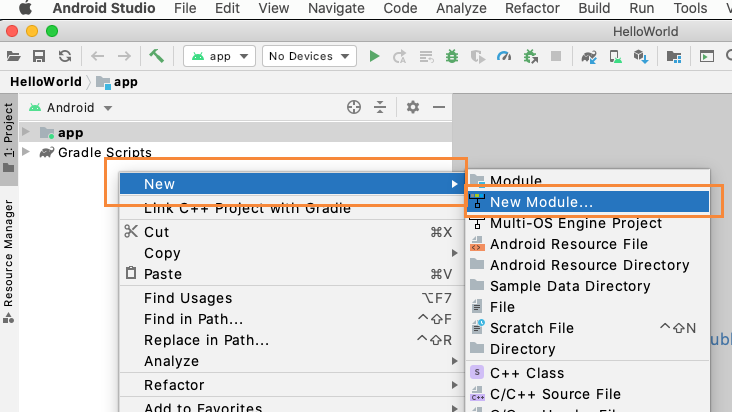 Android Studio File Edit View Navigate Code Analyze Refactor Build Run Tools
HelloWorld
app No Devices
HelloWorld app
Android
1: Project
Resource Manager
app
Gradle Scripts
New
Link C++ Project with Gradle
Cut ⌘X
Copy
Paste ⌘V
Find Usages ⌥F7
Find in Path... ⌃⇧F
Replace in Path... ⌃⇧R
Analyze
Refactor
Add to Favorites
Module
New Module...
Multi-OS Engine Project
Android Resource File
Android Resource Directory
Sample Data Directory
File
Scratch File ⌃⇧N
Directory
S C++ Class
C++ C/C++ Source File